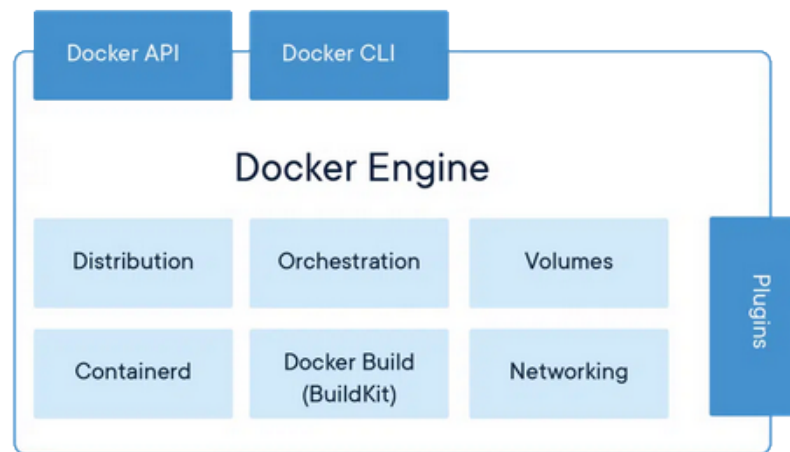 Docker API
Docker CLI
Docker Engine
Distribution
Orchestration
Volumes
Containerd
Docker Build
(BuildKit)
Networking
Plugins